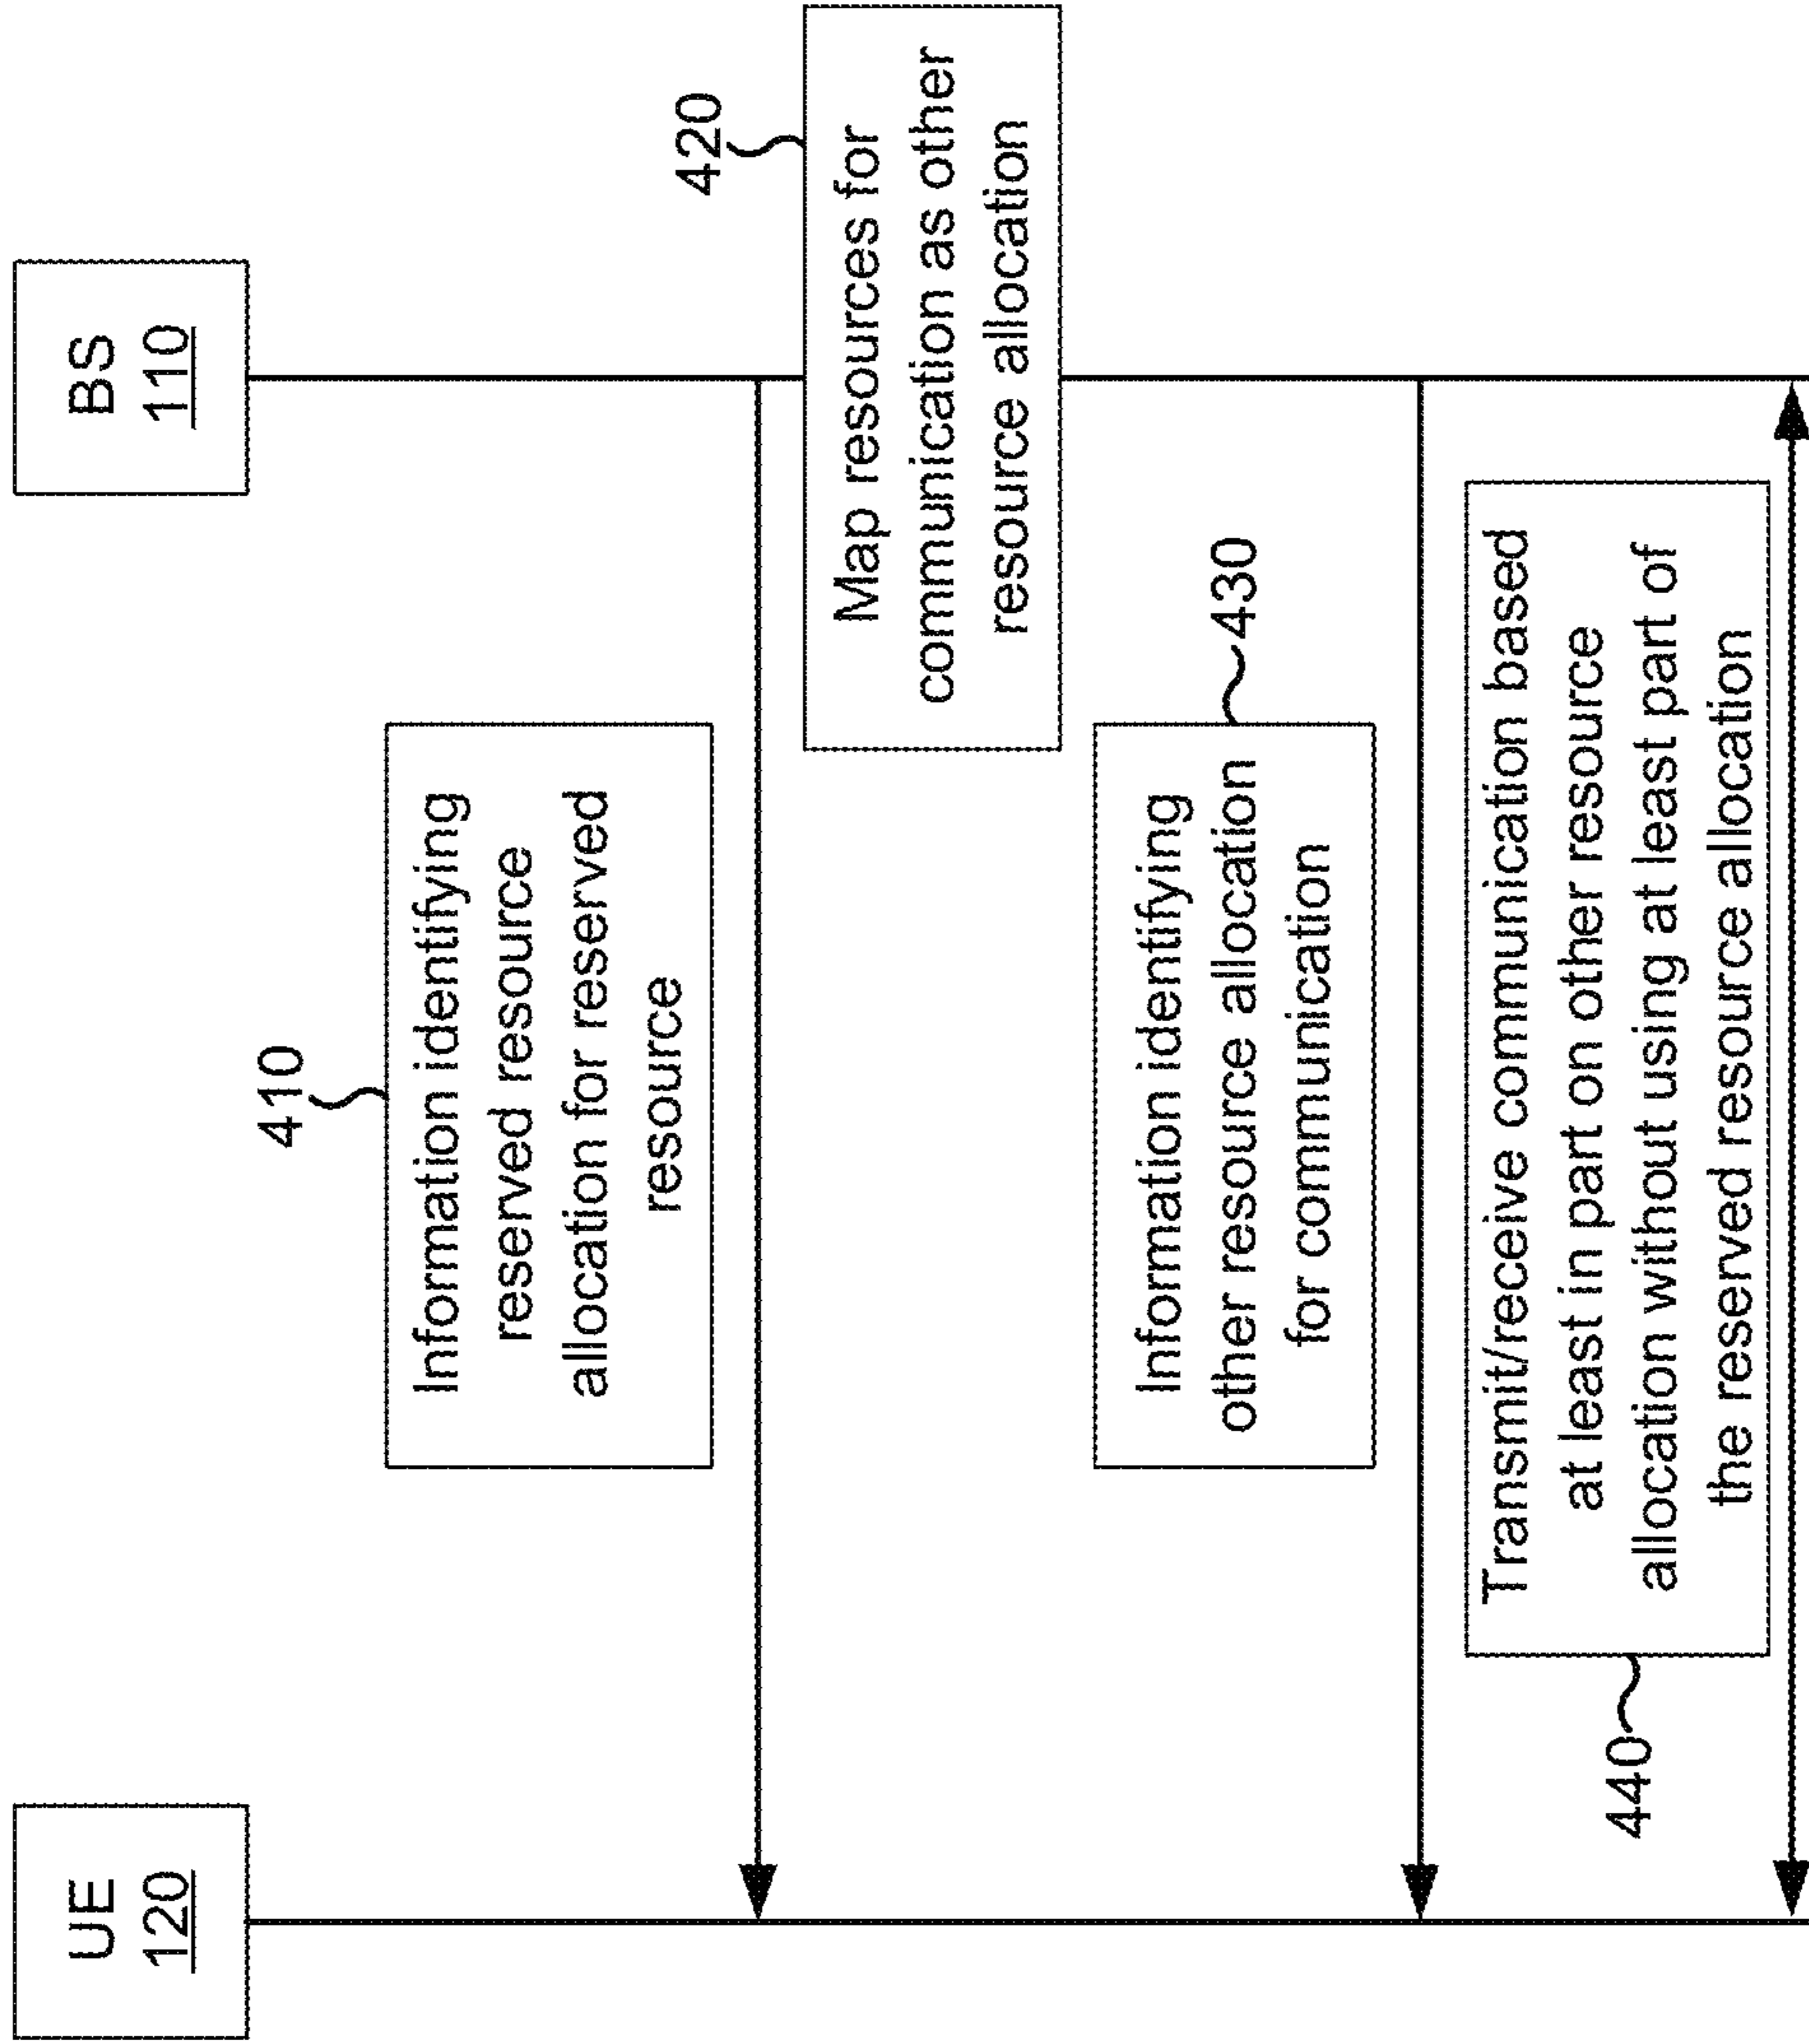 UE
120
BS
110
410
Information identifying
reserved resource
allocation for reserved
resource
420
Map resources for
communication as other
resource allocation
430
Information identifying
other resource allocation
for communication
440
Transmit/receive communication based
at least in part on other resource
allocation without using at least part of
the reserved resource allocation